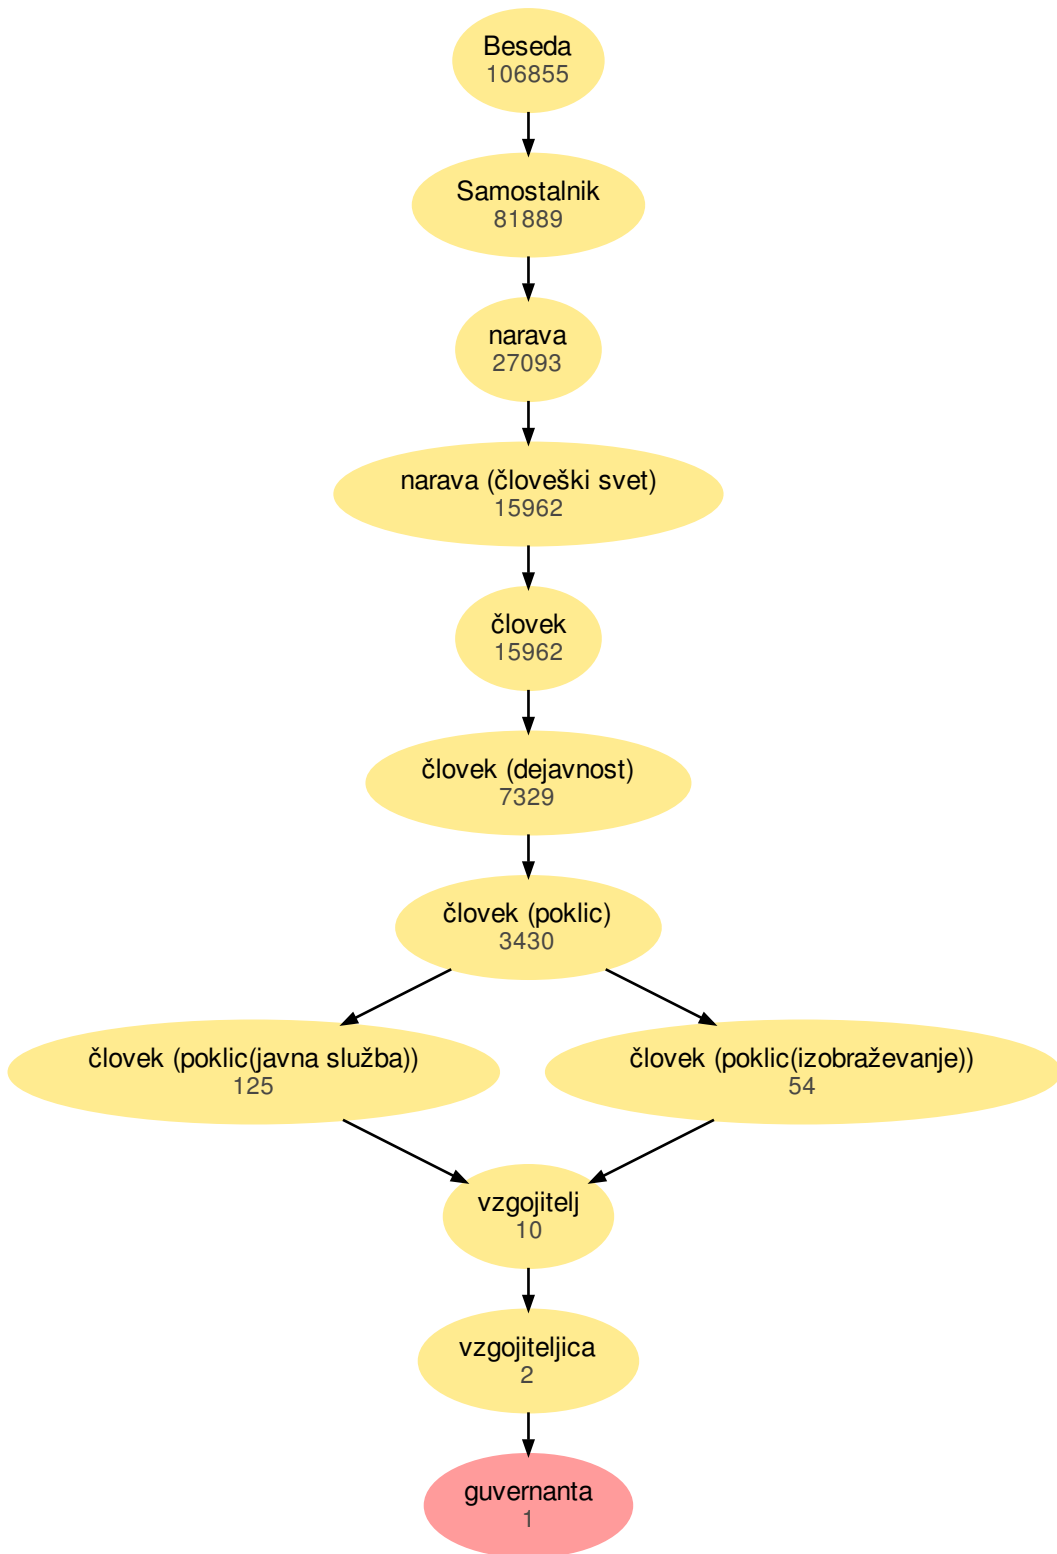 Beseda
106855
Samostalnik
81889
narava
27093
narava (človeški svet)
15962
človek
15962
človek (dejavnost)
7329
človek (poklic)
3430
človek (poklic(javna služba))
125
človek (poklic(izobraževanje))
54
vzgojitelj
10
vzgojiteljica
2
guvernanta
1